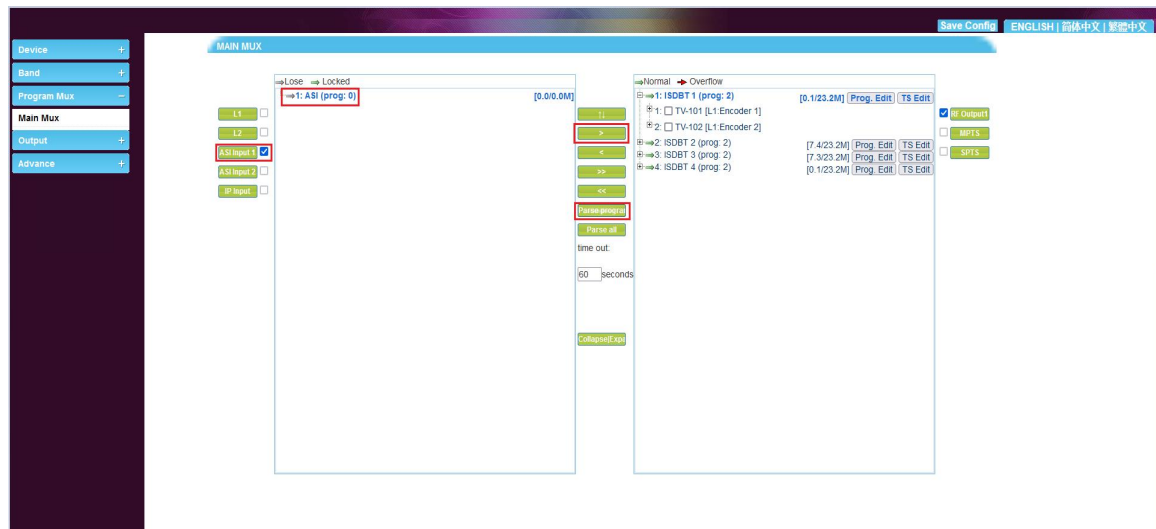 Save Config ENGLISH | 简体中文 | 繁體中文
Device +
Band +
Program Mux −
Main Mux
Output +
Advance +
MAIN MUX
L1
L2
ASI Input 1
ASI Input 2
IP Input
⇒Lose ⇒Locked
⇒1: ASI (prog: 0) [0.0/0.0M]
↑↓
>
<
>>
<<
Parse progra
Parse all
time out:
60 seconds
Collapse|Expa
⇒Normal ➔Overflow
⇒1: ISDBT 1 (prog: 2) [0.1/23.2M] Prog. Edit TS Edit
1: TV-101 [L1:Encoder 1]
2: TV-102 [L1:Encoder 2]
⇒2: ISDBT 2 (prog: 2) [7.4/23.2M] Prog. Edit TS Edit
⇒3: ISDBT 3 (prog: 2) [7.3/23.2M] Prog. Edit TS Edit
⇒4: ISDBT 4 (prog: 2) [0.1/23.2M] Prog. Edit TS Edit
RF Output1
MPTS
SPTS